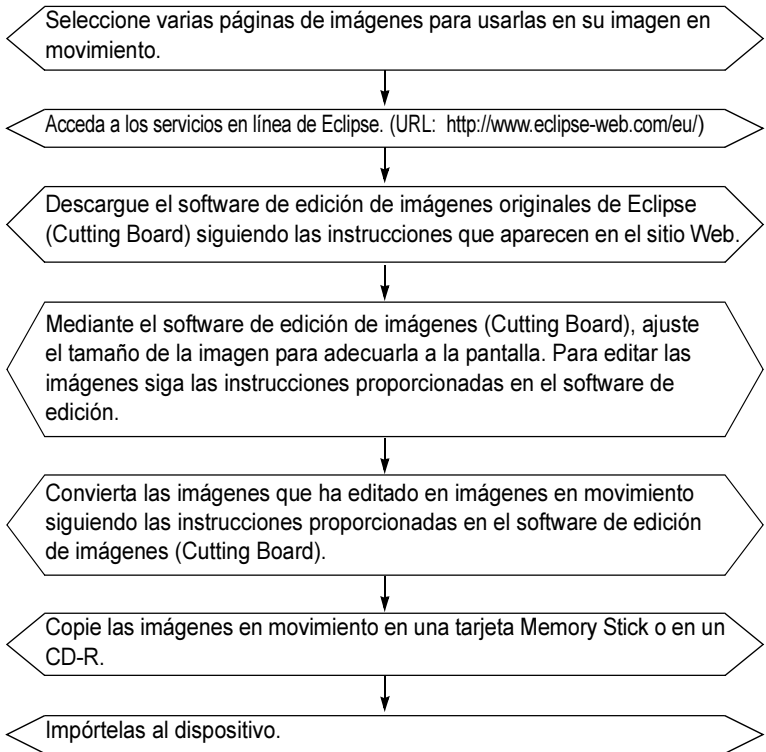 Seleccione varias páginas de imágenes para usarlas en su imagen en
movimiento.
Acceda a los servicios en línea de Eclipse. (URL: http://www.eclipse-web.com/eu/)
Descargue el software de edición de imágenes originales de Eclipse
(Cutting Board) siguiendo las instrucciones que aparecen en el sitio Web.
Mediante el software de edición de imágenes (Cutting Board), ajuste
el tamaño de la imagen para adecuarla a la pantalla. Para editar las
imágenes siga las instrucciones proporcionadas en el software de
edición.
Convierta las imágenes que ha editado en imágenes en movimiento
siguiendo las instrucciones proporcionadas en el software de edición
de imágenes (Cutting Board).
Copie las imágenes en movimiento en una tarjeta Memory Stick o en un
CD-R.
Impórtelas al dispositivo.